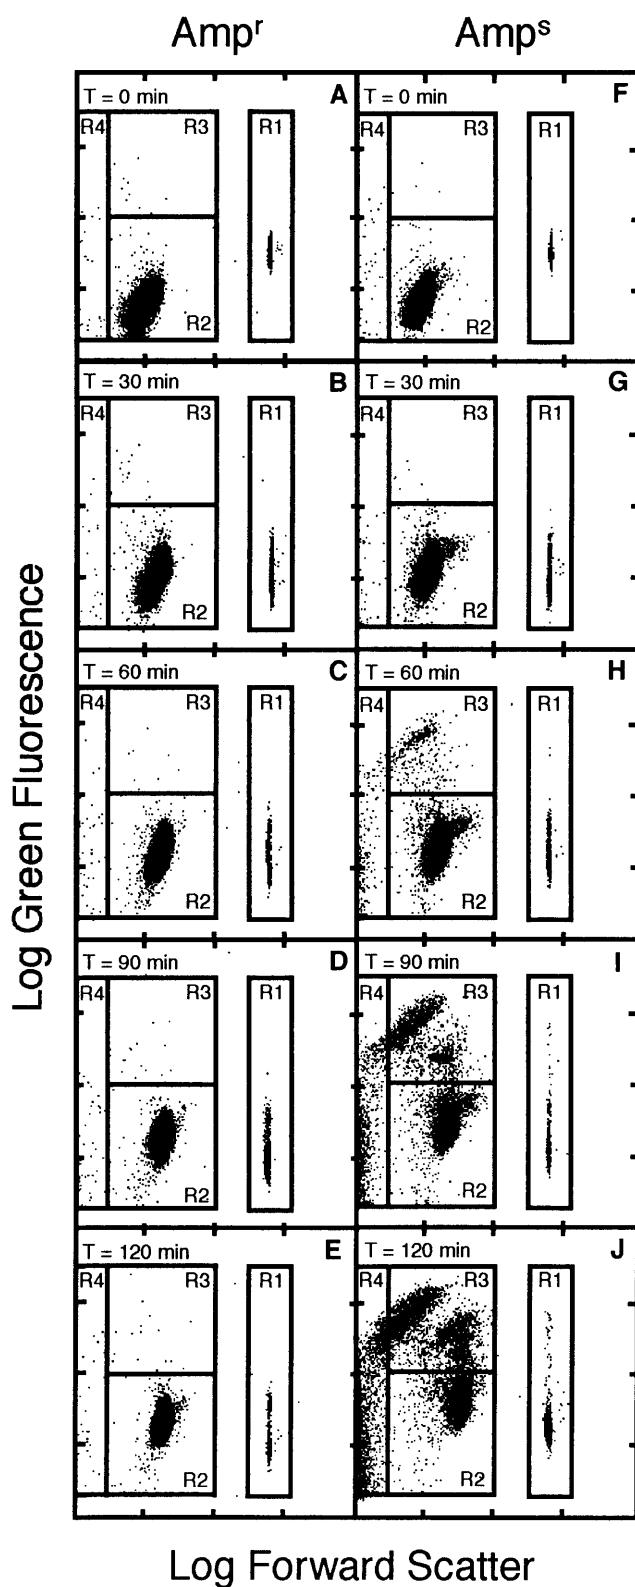 Ampʳ Ampˢ
T = 0 min A T = 0 min F
R4 R3 R1 R4 R3 R1
R2 R2
T = 30 min B T = 30 min G
R4 R3 R1 R4 R3 R1
R2 R2
T = 60 min C T = 60 min H
R4 R3 R1 R4 R3 R1
R2 R2
T = 90 min D T = 90 min I
R4 R3 R1 R4 R3 R1
R2 R2
T = 120 min E T = 120 min J
R4 R3 R1 R4 R3 R1
R2 R2
Log Green Fluorescence
Log Forward Scatter